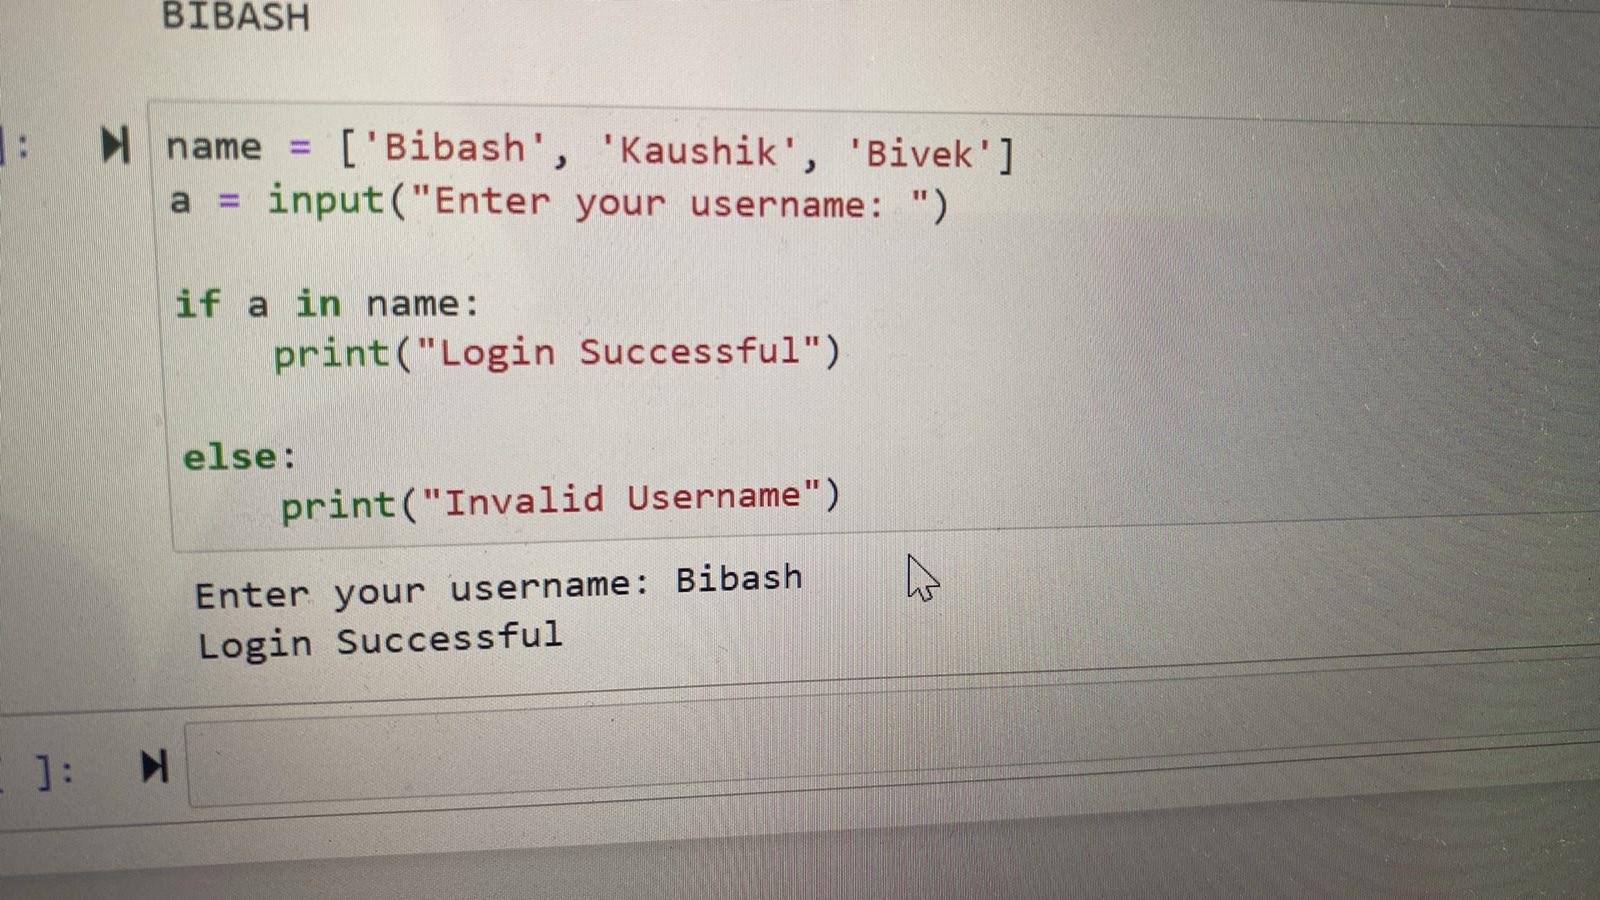 BIBASH
]:
name = ['Bibash', 'Kaushik', 'Bivek']
a = input("Enter your username: ")
if a in name:
    print("Login Successful")
else:
    print("Invalid Username")
Enter your username: Bibash
Login Successful
[ ]: